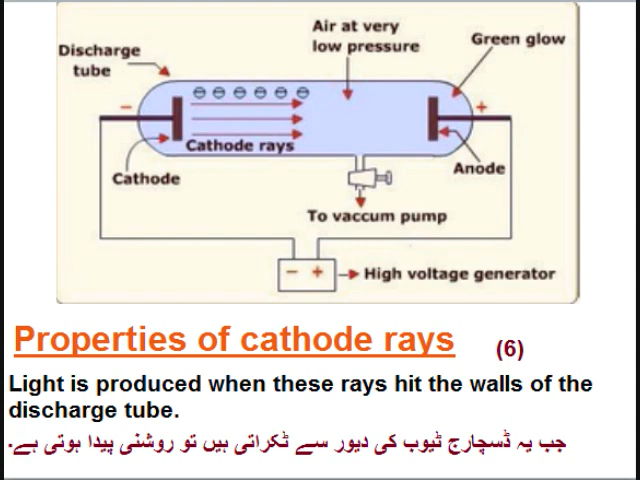 Air at very
low pressure
Green glow
Discharge
tube
−
+
Cathode rays
Cathode
Anode
To vaccum pump
− +
High voltage generator
Properties of cathode rays (6)
Light is produced when these rays hit the walls of the
discharge tube.
جب یہ ڈسچارج ٹیوب کی دیور سے ٹکراتی ہیں تو روشنی پیدا ہوتی ہے۔